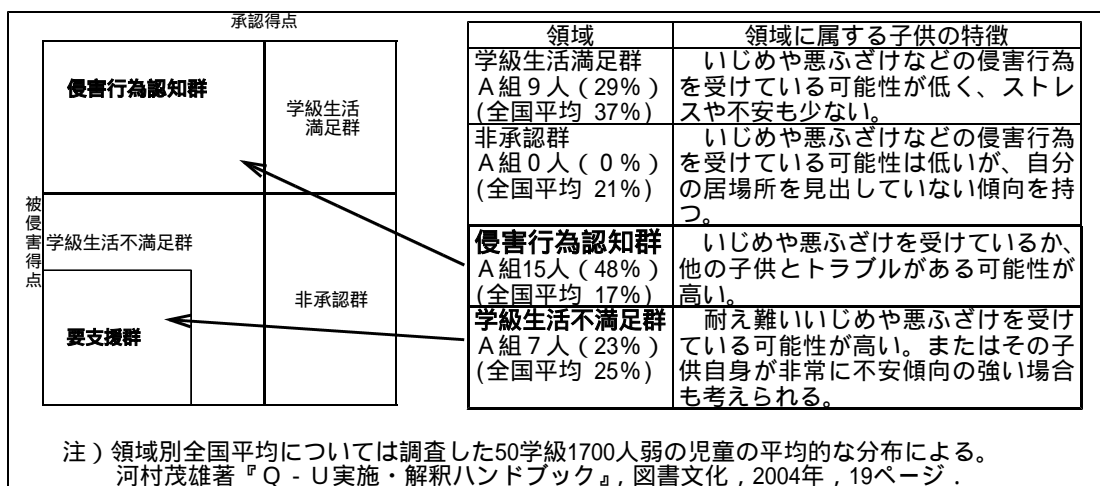 承認得点
侵害行為認知群
学級生活
満足群
被侵害得点
学級生活不満足群
非承認群
要支援群
領域
領域に属する子供の特徴
学級生活満足群
A組9人(29%)
(全国平均 37%)
いじめや悪ふざけなどの侵害行為
を受けている可能性が低く、ストレ
スや不安も少ない。
非承認群
A組0人(0%)
(全国平均 21%)
いじめや悪ふざけなどの侵害行為
を受けている可能性は低いが、自分
の居場所を見出していない傾向を持
つ。
侵害行為認知群
A組15人(48%)
(全国平均 17%)
いじめや悪ふざけを受けているか、
他の子供とトラブルがある可能性が
高い。
学級生活不満足群
A組7人(23%)
(全国平均 25%)
耐え難いいじめや悪ふざけを受け
ている可能性が高い。またはその子
供自身が非常に不安傾向の強い場合
も考えられる。
注)領域別全国平均については調査した50学級1700人弱の児童の平均的な分布による。
河村茂雄著『Q-U実施・解釈ハンドブック』,図書文化,2004年,19ページ.